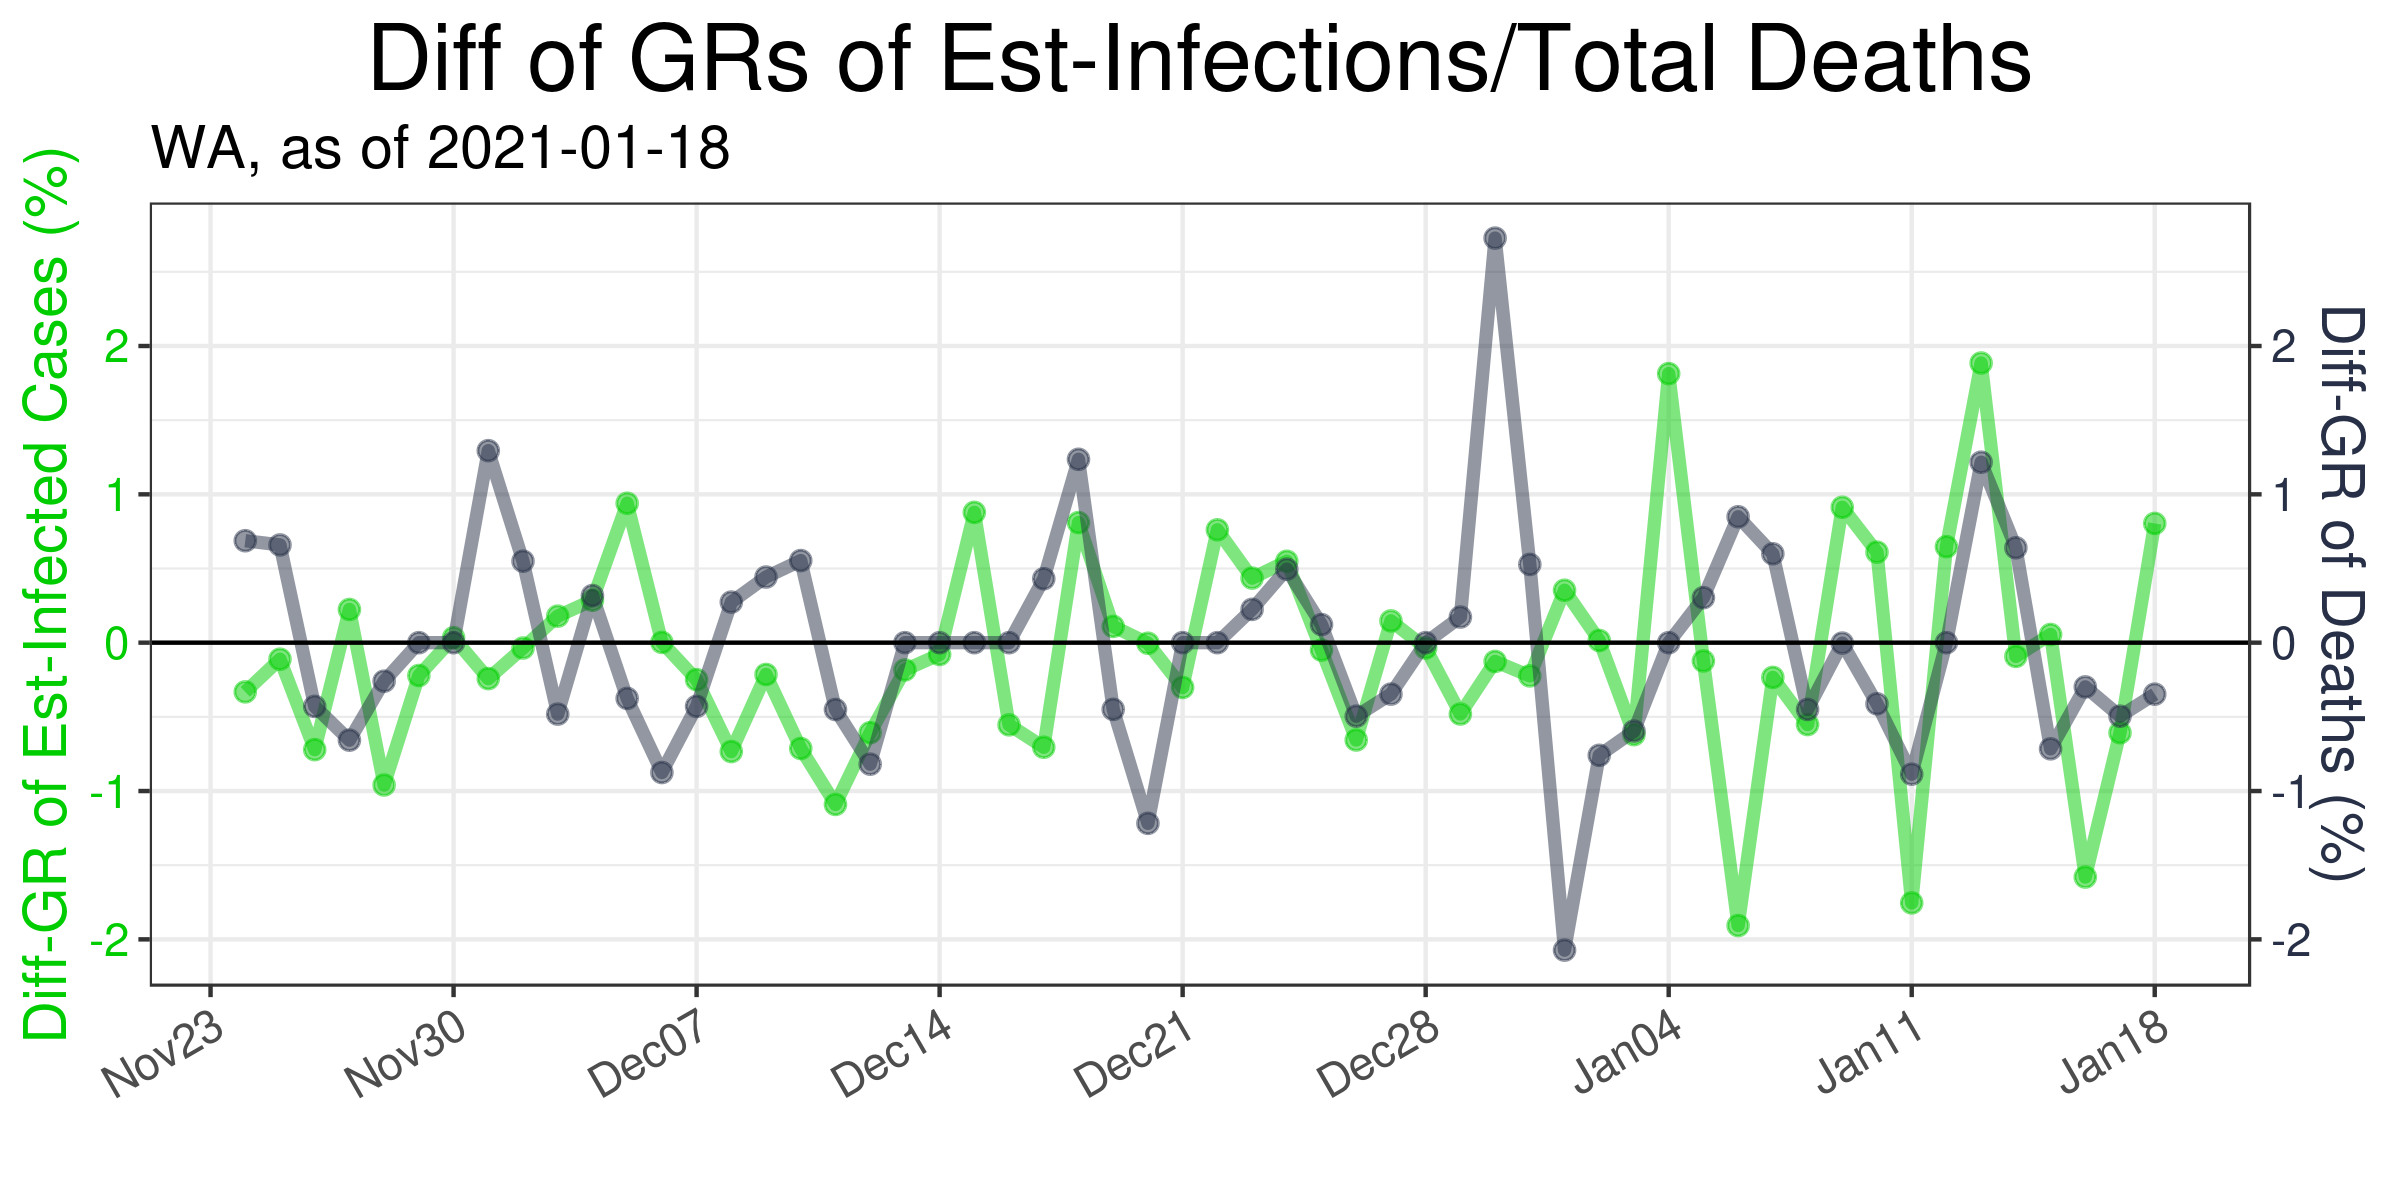 Diff of GRs of Est-Infections/Total Deaths
WA, as of 2021-01-18
Diff-GR of Est-Infected Cases (%)
2
1
0
-1
-2
2
1
0
-1
-2
Diff-GR of Deaths (%)
Nov23 Nov30 Dec07 Dec14 Dec21 Dec28 Jan04 Jan11 Jan18